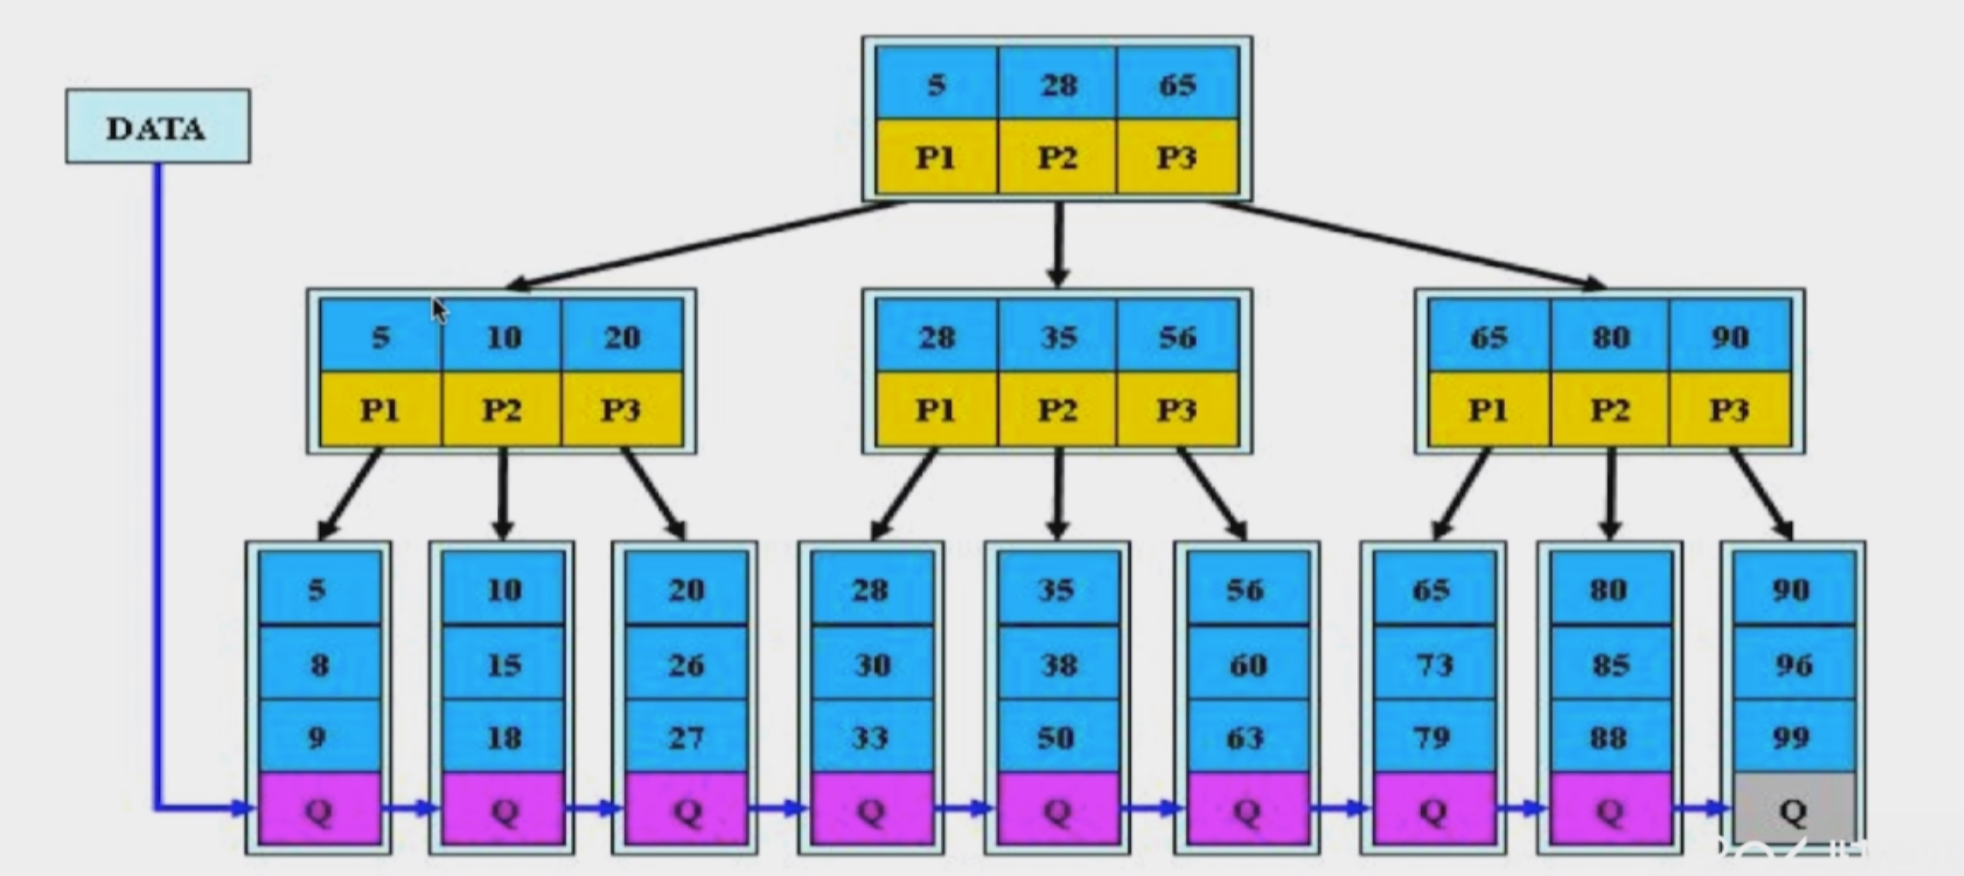 5 28 65
DATA
P1 P2 P3
5 10 20 28 35 56 65 80 90
P1 P2 P3 P1 P2 P3 P1 P2 P3
5 10 20 28 35 56 65 80 90
8 15 26 30 38 60 73 85 96
9 18 27 33 50 63 79 88 99
Q Q Q Q Q Q Q Q Q